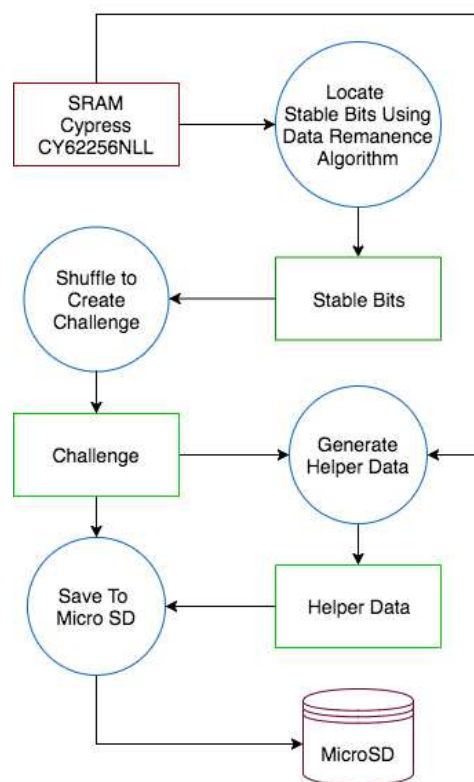 SRAM
Cypress
CY62256NLL
Locate
Stable Bits Using
Data Remanence
Algorithm
Shuffle to
Create
Challenge
Stable Bits
Challenge
Generate
Helper Data
Save To
Micro SD
Helper Data
MicroSD